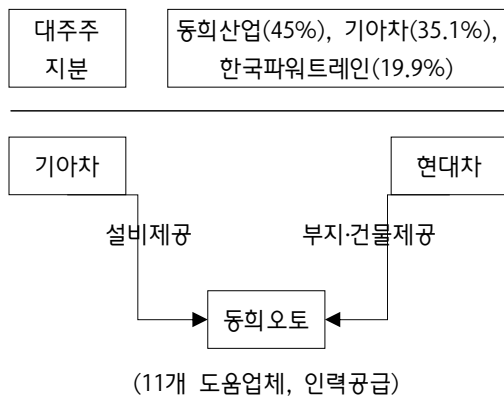 대주주
지분
동희산업(45%), 기아차(35.1%),
한국파워트레인(19.9%)
기아차
현대차
설비제공
부지·건물제공
동희오토
(11개 도움업체, 인력공급)